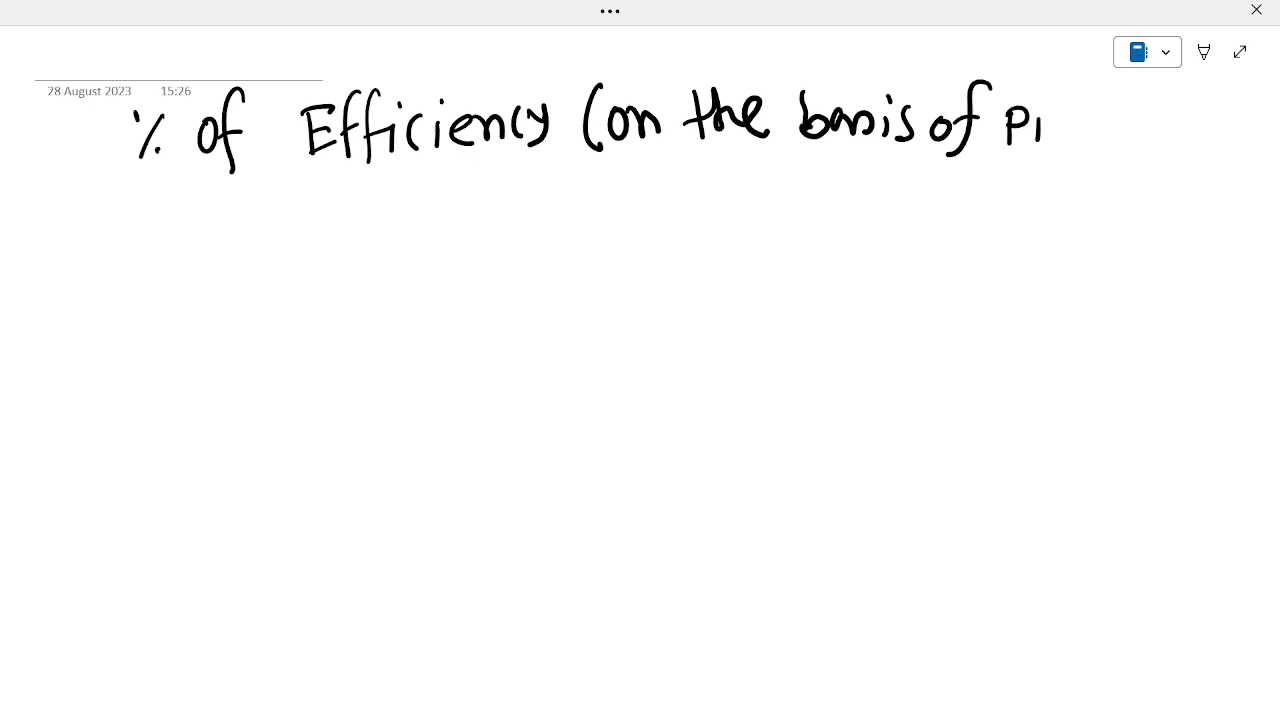 28 August 2023 15:26
% of Efficiency (on the basis of